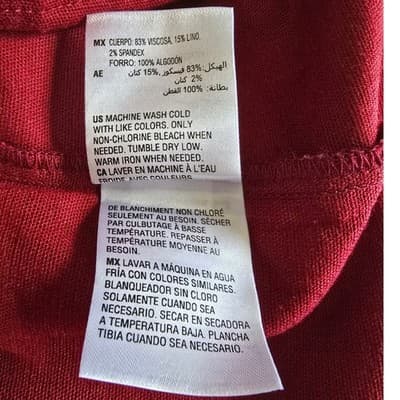 MX CUERPO: 83% VISCOSA, 15% LINO,
2% SPANDEX
FORRO: 100% ALGODÓN
AE الهيكل: 83% فيسكوز, 15% كتان
2% كتان
بطانة: 100% القطن
US MACHINE WASH COLD
WITH LIKE COLORS. ONLY
NON-CHLORINE BLEACH WHEN
NEEDED. TUMBLE DRY LOW.
WARM IRON WHEN NEEDED.
CA LAVER EN MACHINE À L'EAU
FROIDE AVEC COULEURS
DE BLANCHIMENT NON CHLORÉ
SEULEMENT AU BESOIN. SÉCHER
PAR CULBUTAGE À BASSE
TEMPÉRATURE. REPASSER À
TEMPÉRATURE MOYENNE AU
BESOIN.
MX LAVAR A MÁQUINA EN AGUA
FRÍA CON COLORES SIMILARES.
BLANQUEADOR SIN CLORO
SOLAMENTE CUANDO SEA
NECESARIO. SECAR EN SECADORA
A TEMPERATURA BAJA. PLANCHA
TIBIA CUANDO SEA NECESARIO.